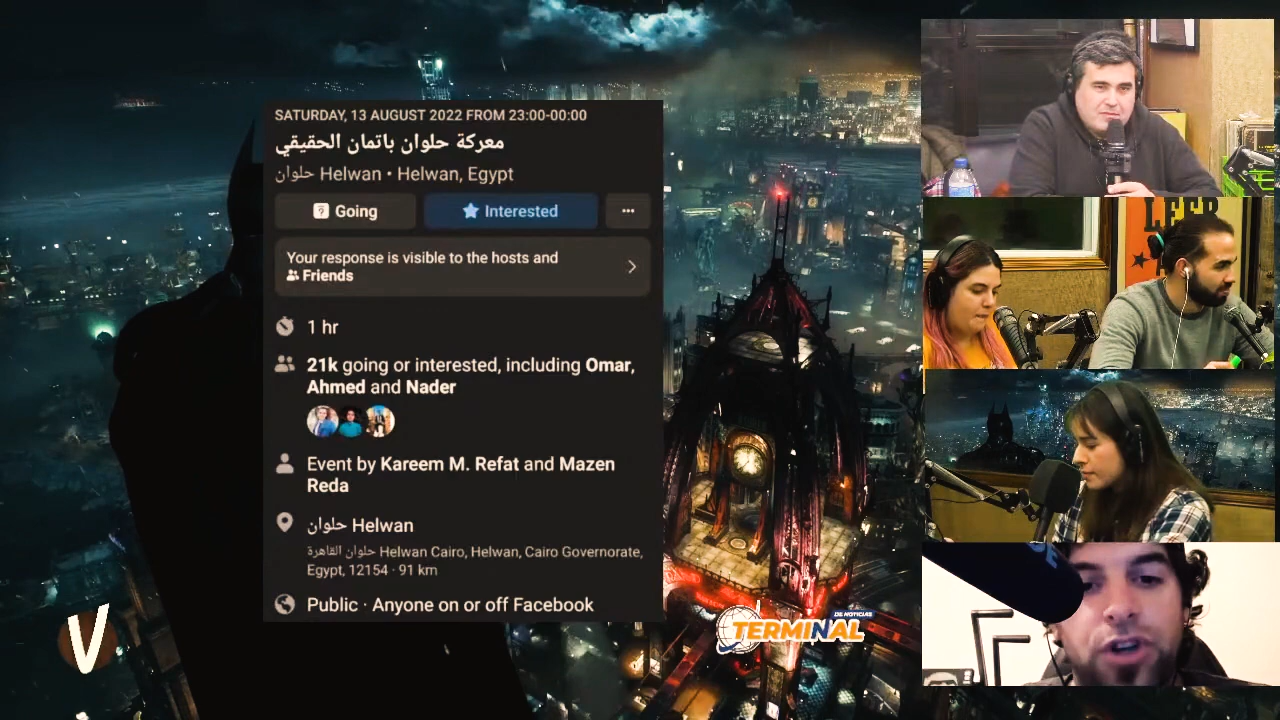 SATURDAY, 13 AUGUST 2022 FROM 23:00-00:00
معركة حلوان باتمان الحقيقي
حلوان Helwan • Helwan, Egypt
Going
Interested
Your response is visible to the hosts and
Friends
1 hr
21k going or interested, including Omar,
Ahmed and Nader
Event by Kareem M. Refat and Mazen
Reda
حلوان Helwan
حلوان القاهرة Helwan Cairo, Helwan, Cairo Governorate,
Egypt, 12154 · 91 km
Public · Anyone on or off Facebook
V
DE NOTICIAS
TERMINAL